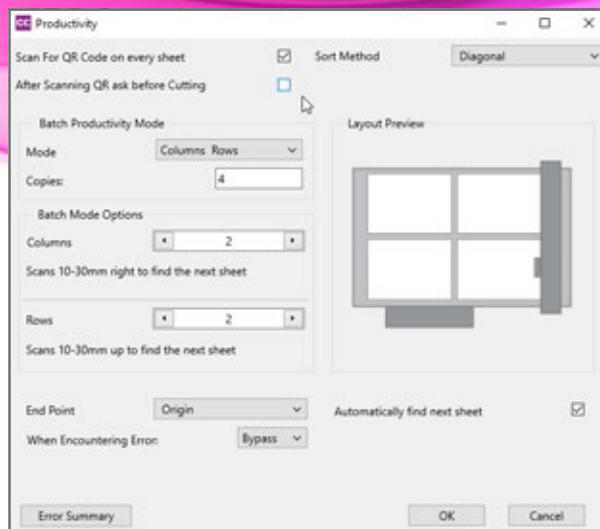 CC Productivity
Scan For QR Code on every sheet
Sort Method Diagonal
After Scanning QR ask before Cutting
Batch Productivity Mode
Mode Columns Rows
Copies: 4
Batch Mode Options
Columns 2
Scans 10-30mm right to find the next sheet
Rows 2
Scans 10-30mm up to find the next sheet
Layout Preview
End Point Origin
Automatically find next sheet
When Encountering Error: Bypass
Error Summary
OK
Cancel